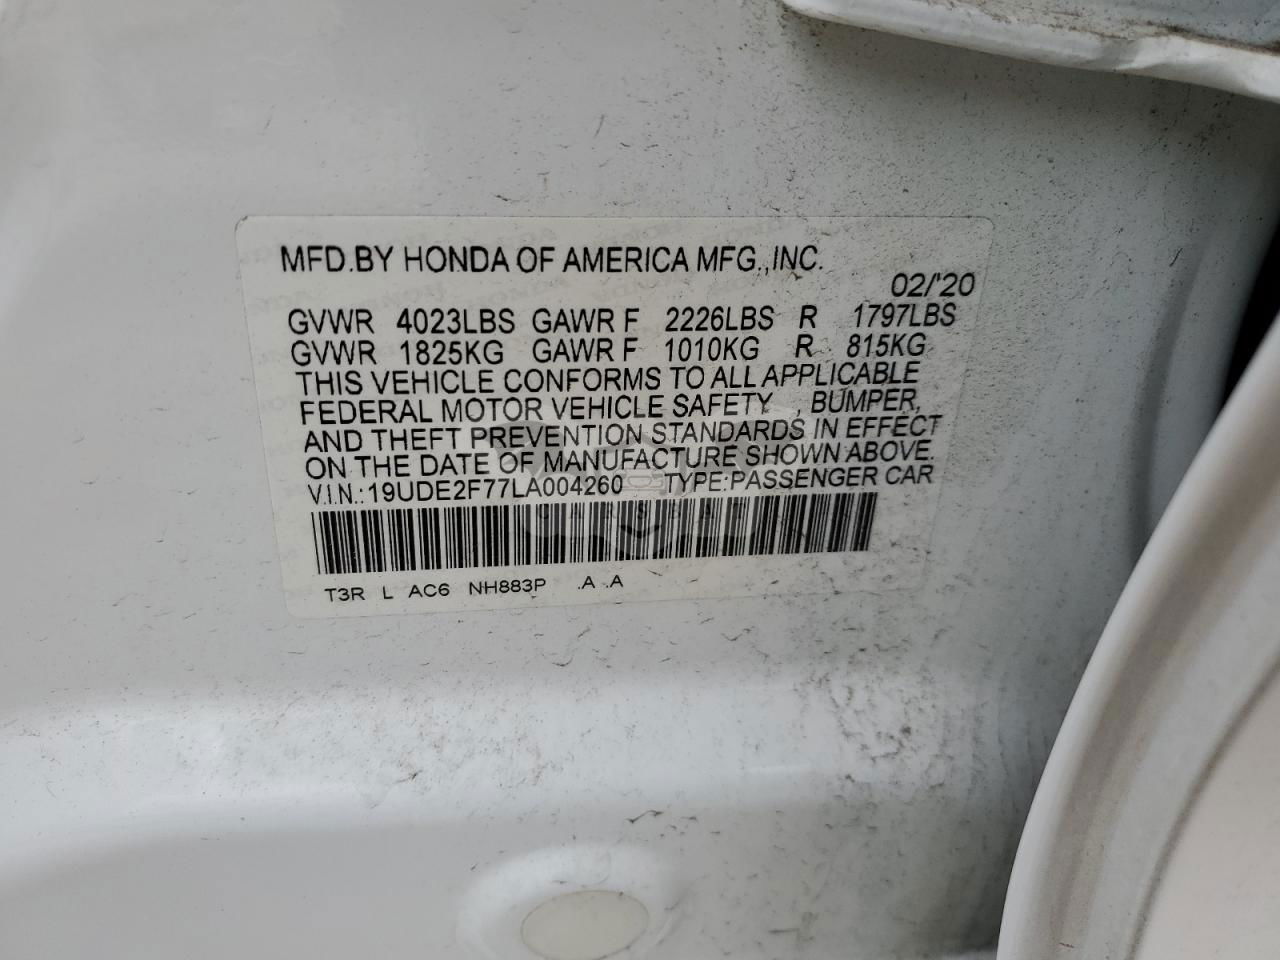 MFD.BY HONDA OF AMERICA MFG.,INC.
02/'20
GVWR 4023LBS GAWR F 2226LBS R 1797LBS
GVWR 1825KG GAWR F 1010KG R 815KG
THIS VEHICLE CONFORMS TO ALL APPLICABLE
FEDERAL MOTOR VEHICLE SAFETY , BUMPER,
AND THEFT PREVENTION STANDARDS IN EFFECT
ON THE DATE OF MANUFACTURE SHOWN ABOVE.
V.I.N.:19UDE2F77LA004260 TYPE:PASSENGER CAR
T3R L AC6 NH883P .A .A